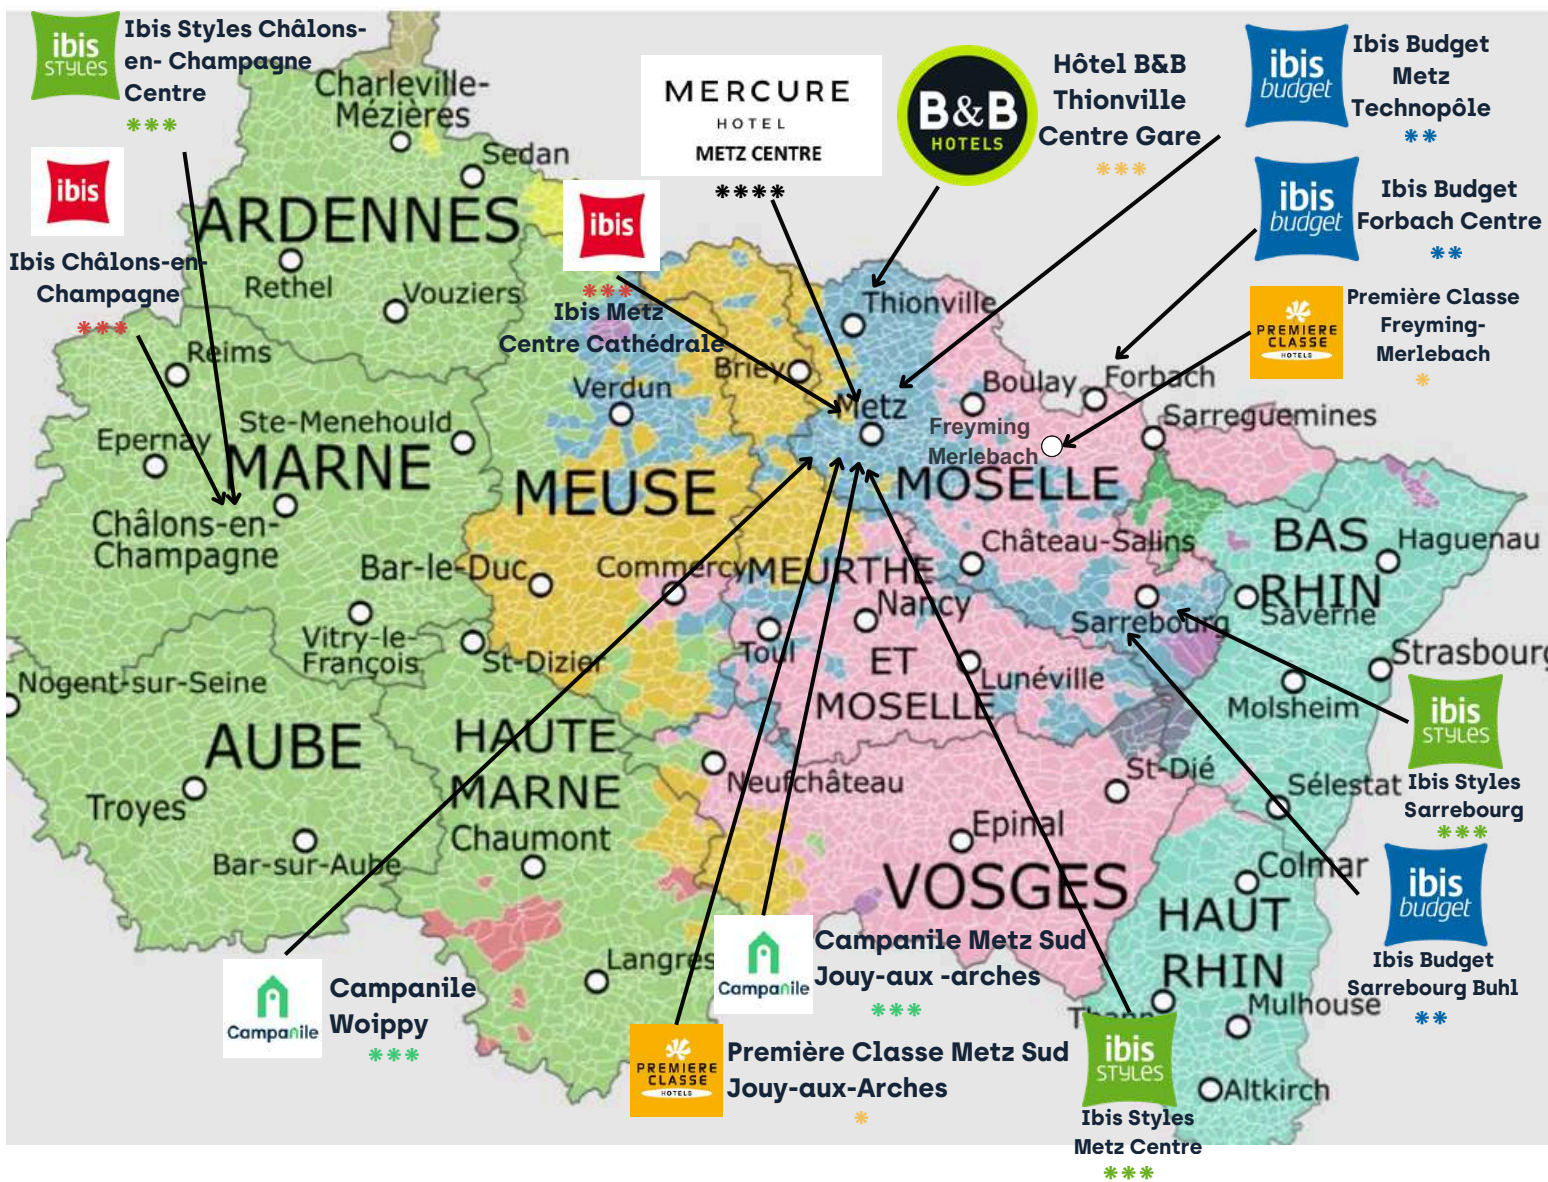 ibis
STYLES
Ibis Styles Châlons-
en- Champagne
Centre
***
ibis
Ibis Châlons-en-
Champagne
***
MERCURE
HOTEL
METZ CENTRE
****
B&B
HOTELS
Hôtel B&B
Thionville
Centre Gare
***
ibis
budget
Ibis Budget
Metz
Technopôle
**
ibis
budget
Ibis Budget
Forbach Centre
**
PREMIERE
CLASSE
HOTELS
Première Classe
Freyming-
Merlebach
*
ibis
***
Ibis Metz
Centre Cathédrale
Charleville-
Mézières
Sedan
ARDENNES
Rethel
Vouziers
Reims
Thionville
Briey
Verdun
Metz
Boulay
Forbach
Freyming
Merlebach
Sarreguemines
Ste-Menehould
Epernay
MARNE
MEUSE
MOSELLE
Châlons-en-
Champagne
BAS
RHIN
Haguenau
Château-Salins
Bar-le-Duc
Commercy
MEURTHE
ET
MOSELLE
Nancy
Sarrebourg
Saverne
Vitry-le-
François
St-Dizier
Toul
Lunéville
Strasbourg
Molsheim
Nogent-sur-Seine
AUBE
HAUTE
MARNE
Neufchâteau
St-Dié
Sélestat
Troyes
Chaumont
Epinal
Bar-sur-Aube
VOSGES
Colmar
HAUT
RHIN
Langres
Mulhouse
Thann
Altkirch
ibis
STYLES
Ibis Styles
Sarrebourg
***
ibis
budget
Ibis Budget
Sarrebourg Buhl
**
Campanile
Campanile
Woippy
***
Campanile
Campanile Metz Sud
Jouy-aux -arches
***
PREMIERE
CLASSE
HOTELS
Première Classe Metz Sud
Jouy-aux-Arches
*
ibis
STYLES
Ibis Styles
Metz Centre
***